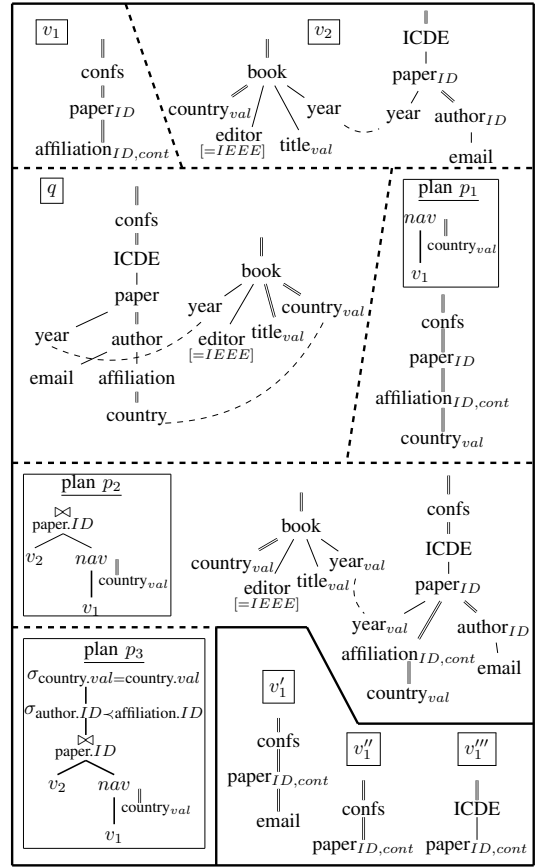 v1
confs
paperID
affiliationID,cont
v2
book
countryval
editor
[=IEEE]
titleval
year
ICDE
paperID
year
authorID
email
q
confs
ICDE
paper
year
author
email
affiliation
country
book
year
editor
[=IEEE]
titleval
countryval
plan p1
nav
countryval
v1
confs
paperID
affiliationID,cont
countryval
plan p2
⋈
paper.ID
v2
nav
countryval
v1
book
countryval
editor
[=IEEE]
titleval
yearval
confs
ICDE
paperID
yearval
authorID
affiliationID,cont
email
countryval
plan p3
σcountry.val=country.val
σauthor.ID≺affiliation.ID
⋈
paper.ID
v2
nav
countryval
v1
v1′
confs
paperID,cont
email
v1′′
confs
paperID,cont
v1′′′
ICDE
paperID,cont